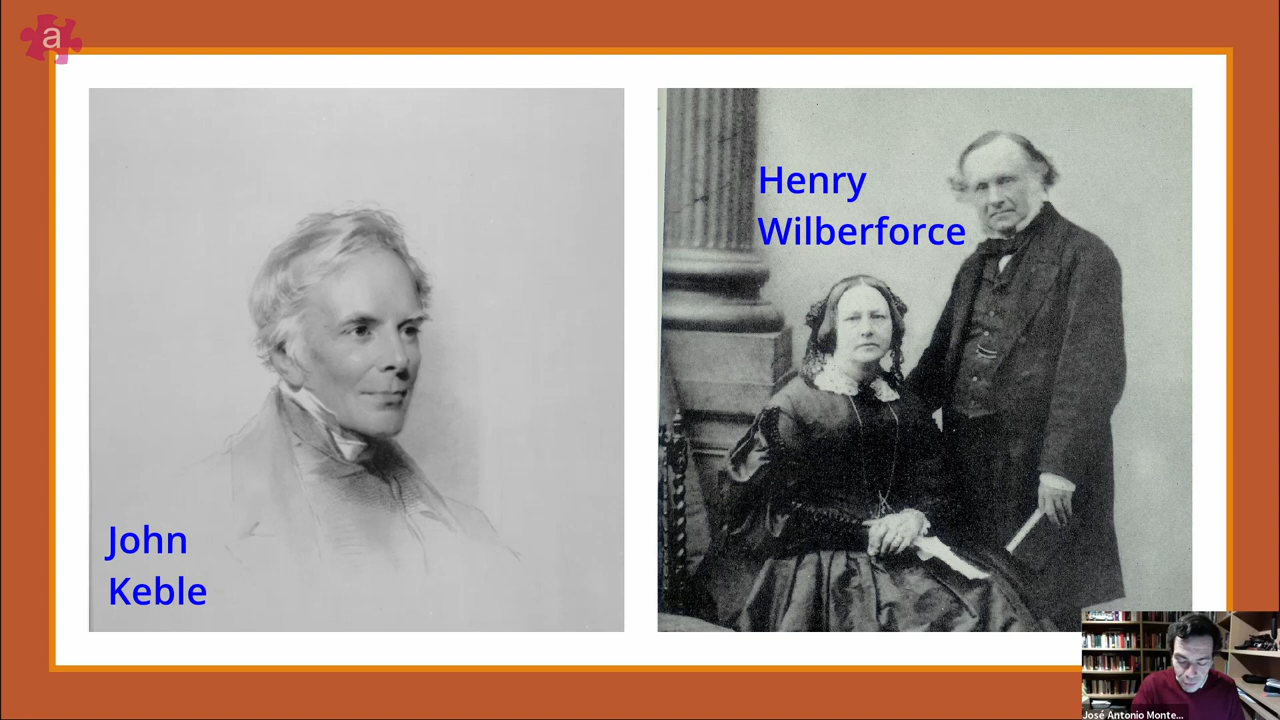 a
John
Keble
Henry
Wilberforce
José Antonio Monte...